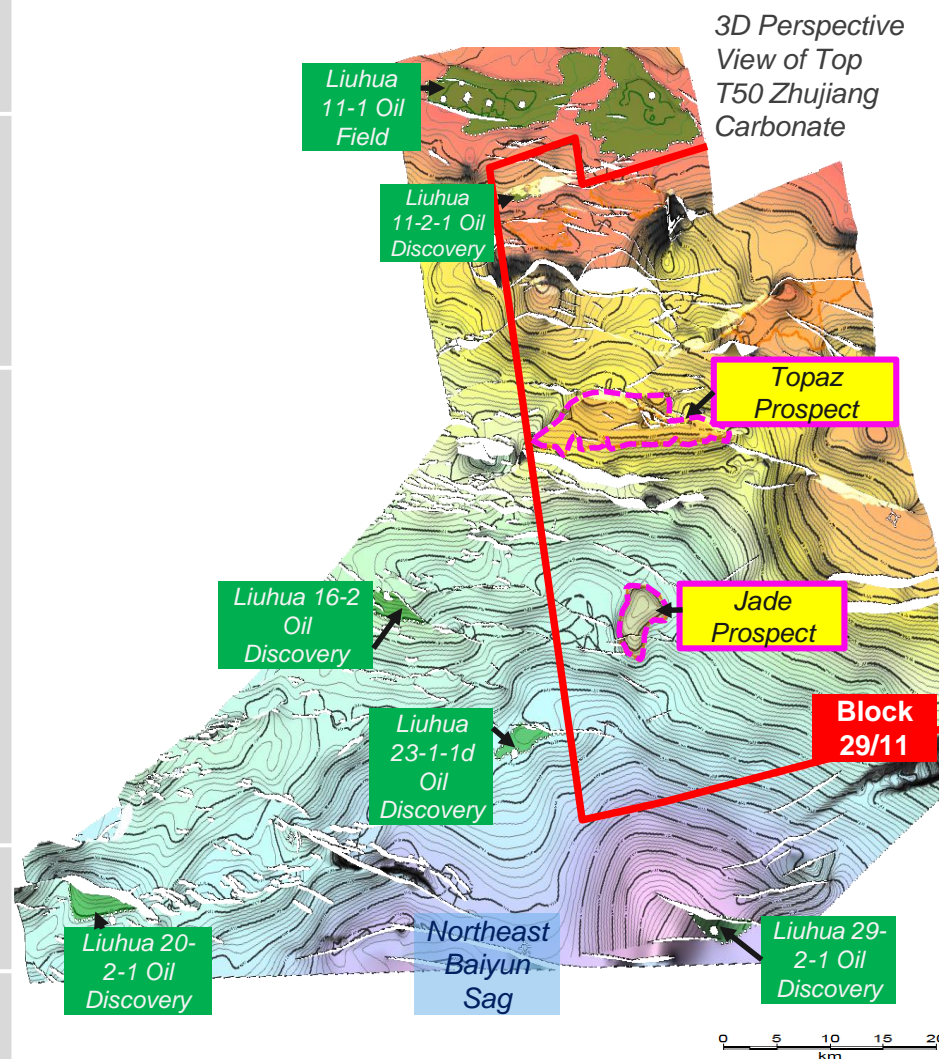 3D Perspective
View of Top
T50 Zhujiang
Carbonate
Liuhua
11-1 Oil
Field
Liuhua
11-2-1 Oil
Discovery
Topaz
Prospect
Liuhua 16-2
Oil
Discovery
Jade
Prospect
Block
29/11
Liuhua
23-1-1d
Oil
Discovery
Liuhua 20-
2-1 Oil
Discovery
Northeast
Baiyun
Sag
Liuhua 29-
2-1 Oil
Discovery
0 5 10 15 20
km